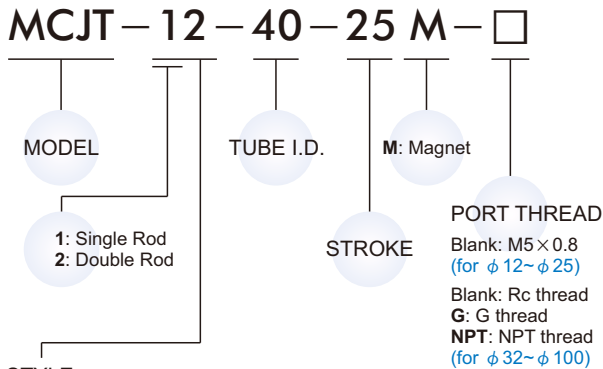 MCJT－12－40－25 M－□
MODEL
TUBE I.D.
M: Magnet
1: Single Rod
2: Double Rod
STROKE
PORT THREAD
Blank: M5×0.8
(for φ12~φ25)
Blank: Rc thread
G: G thread
NPT: NPT thread
(for φ32~φ100)
STYLE